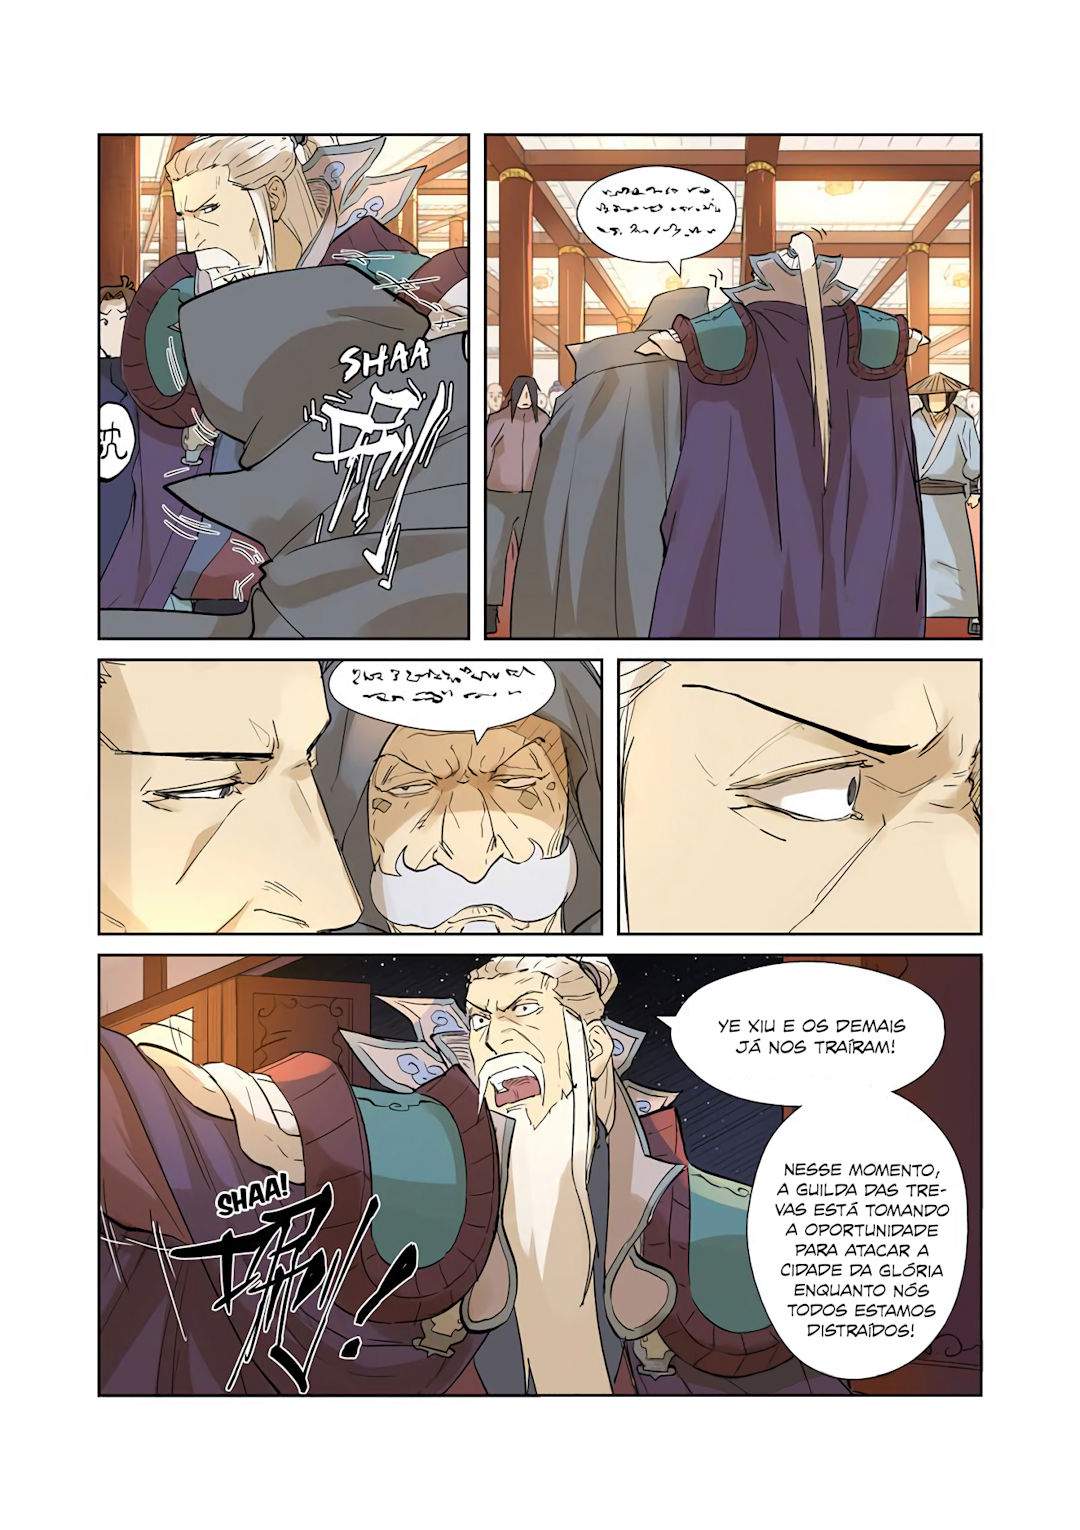 SHAA
YE XIU E OS DEMAIS
JÁ NOS TRAÍRAM!
NESSE MOMENTO,
A GUILDA DAS TRE-
VAS ESTÁ TOMANDO
A OPORTUNIDADE
PARA ATACAR A
CIDADE DA GLÓRIA
ENQUANTO NÓS
TODOS ESTAMOS
DISTRAÍDOS!
SHAA!